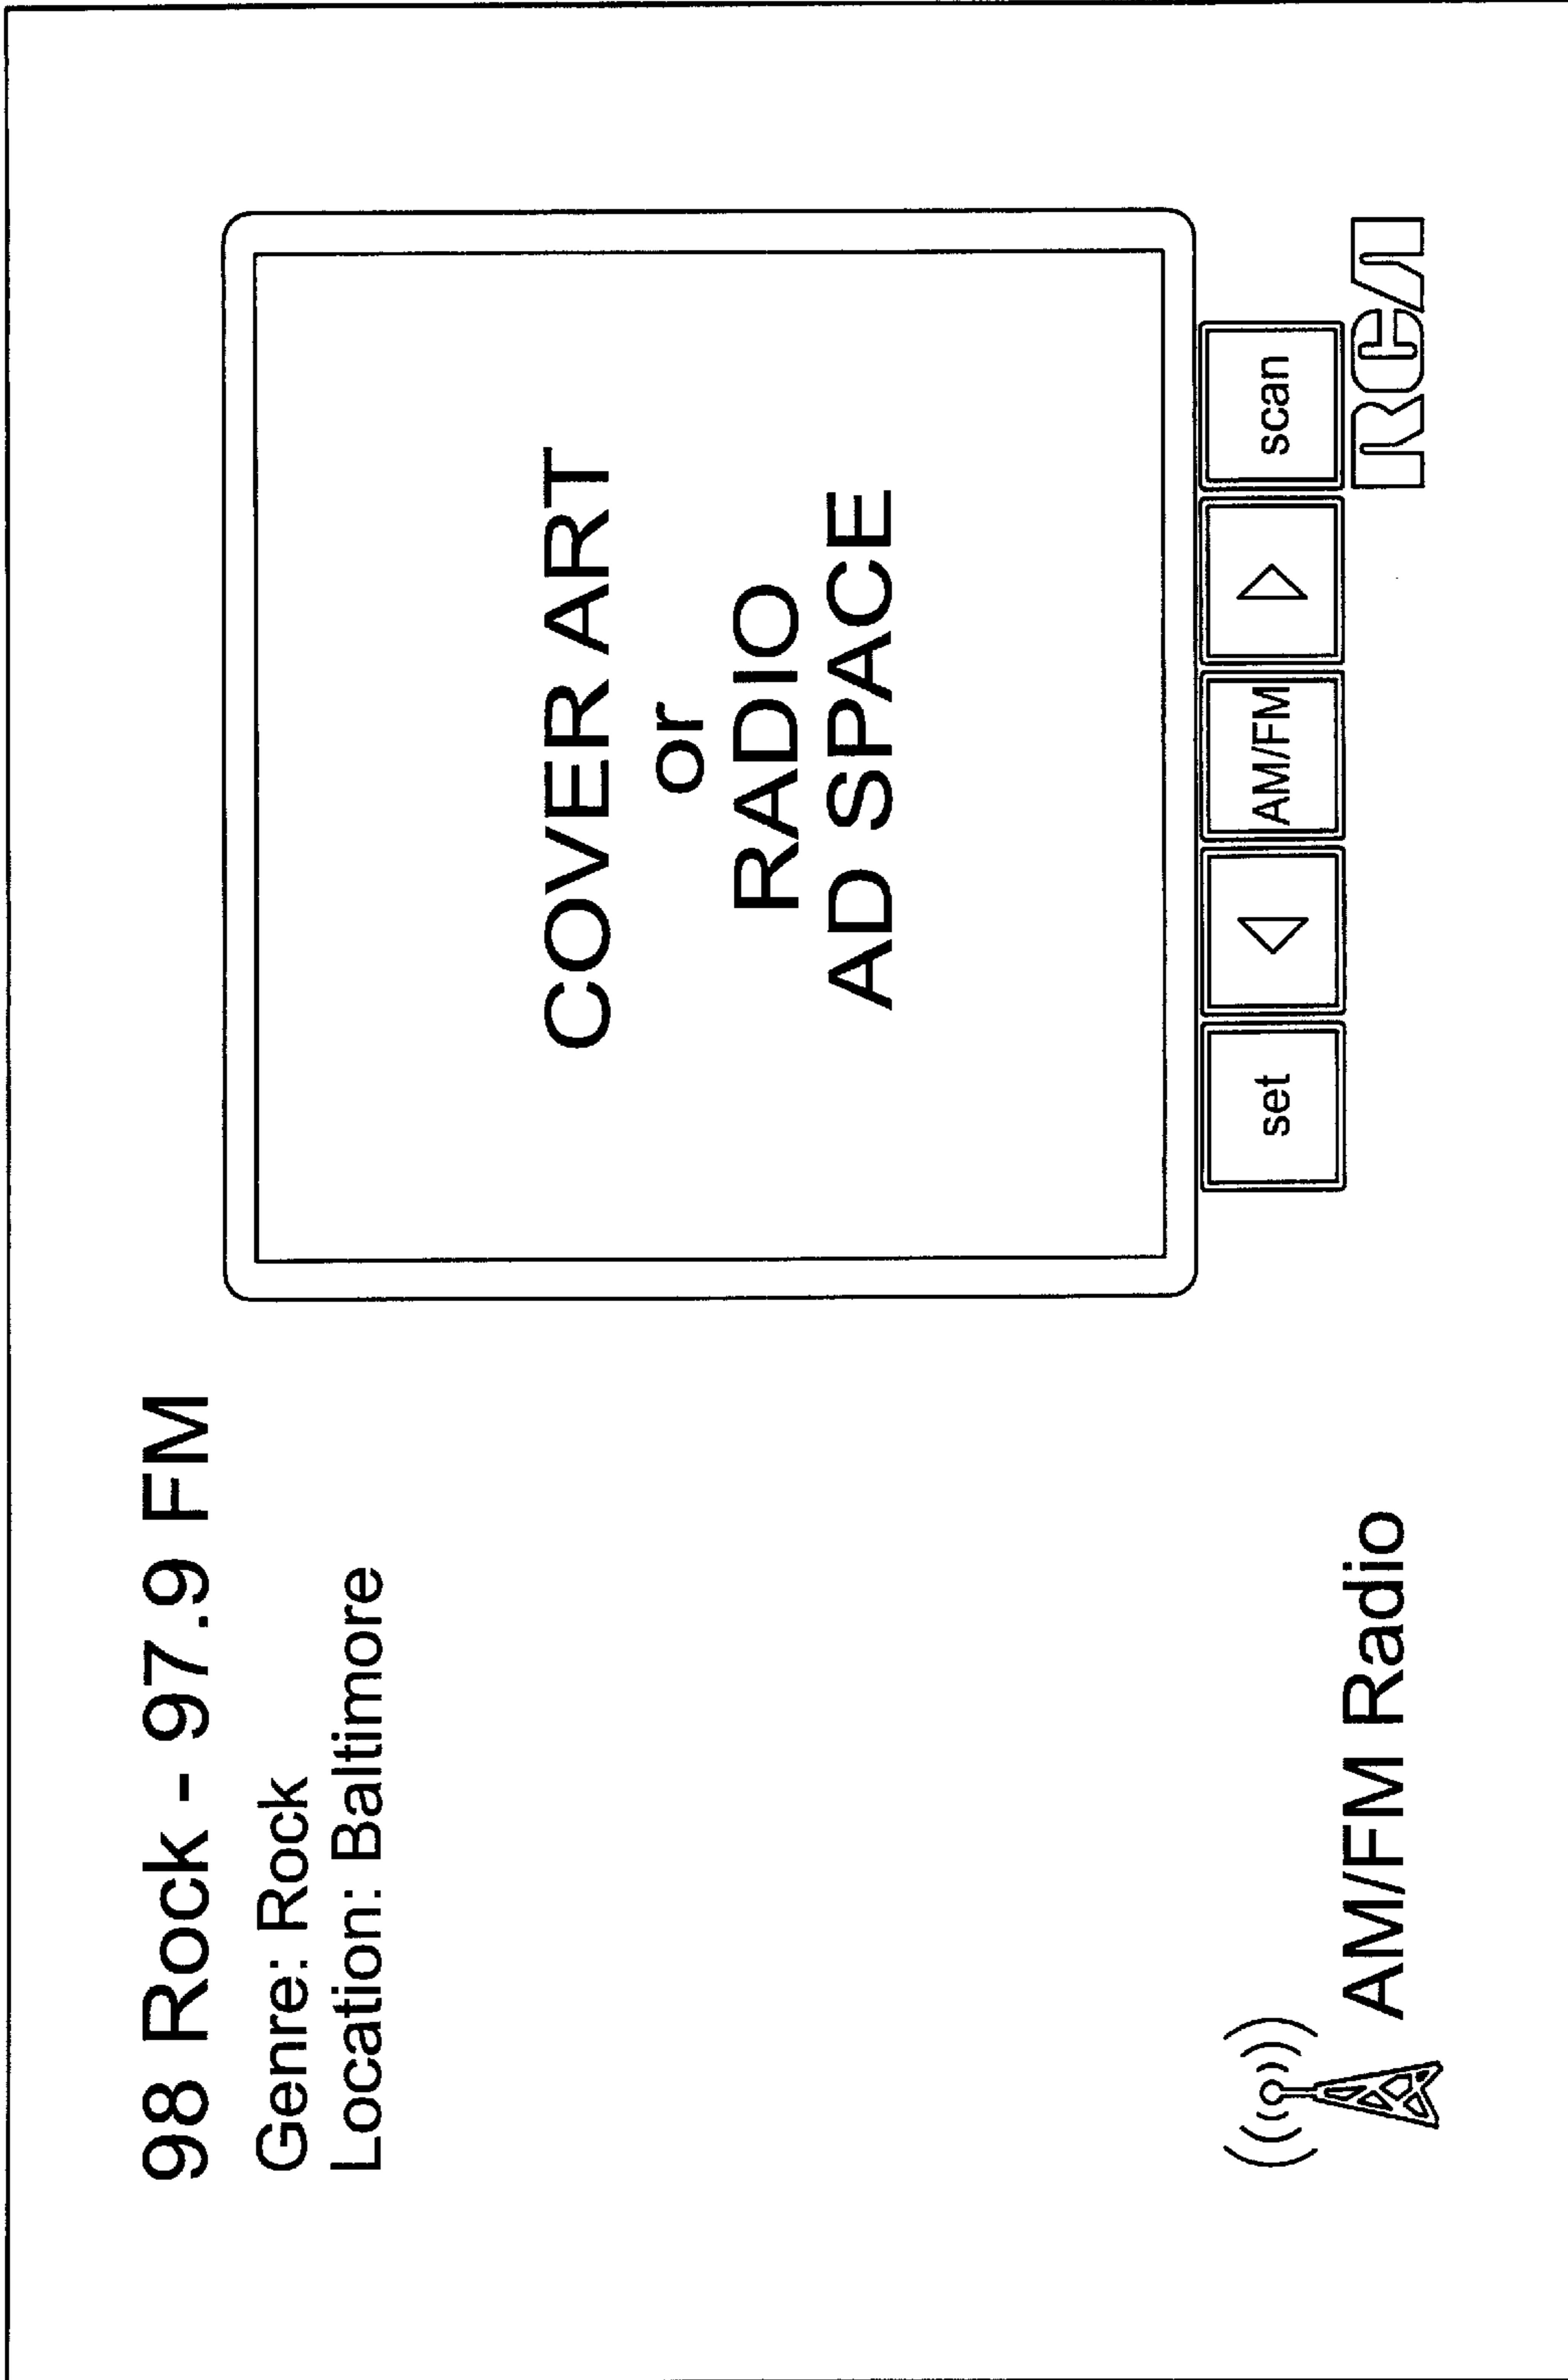 98 Rock - 97.9 FM
Genre: Rock
Location: Baltimore
COVER ART
or
RADIO
AD SPACE
set
AM/FM
scan
AM/FM Radio
RCA